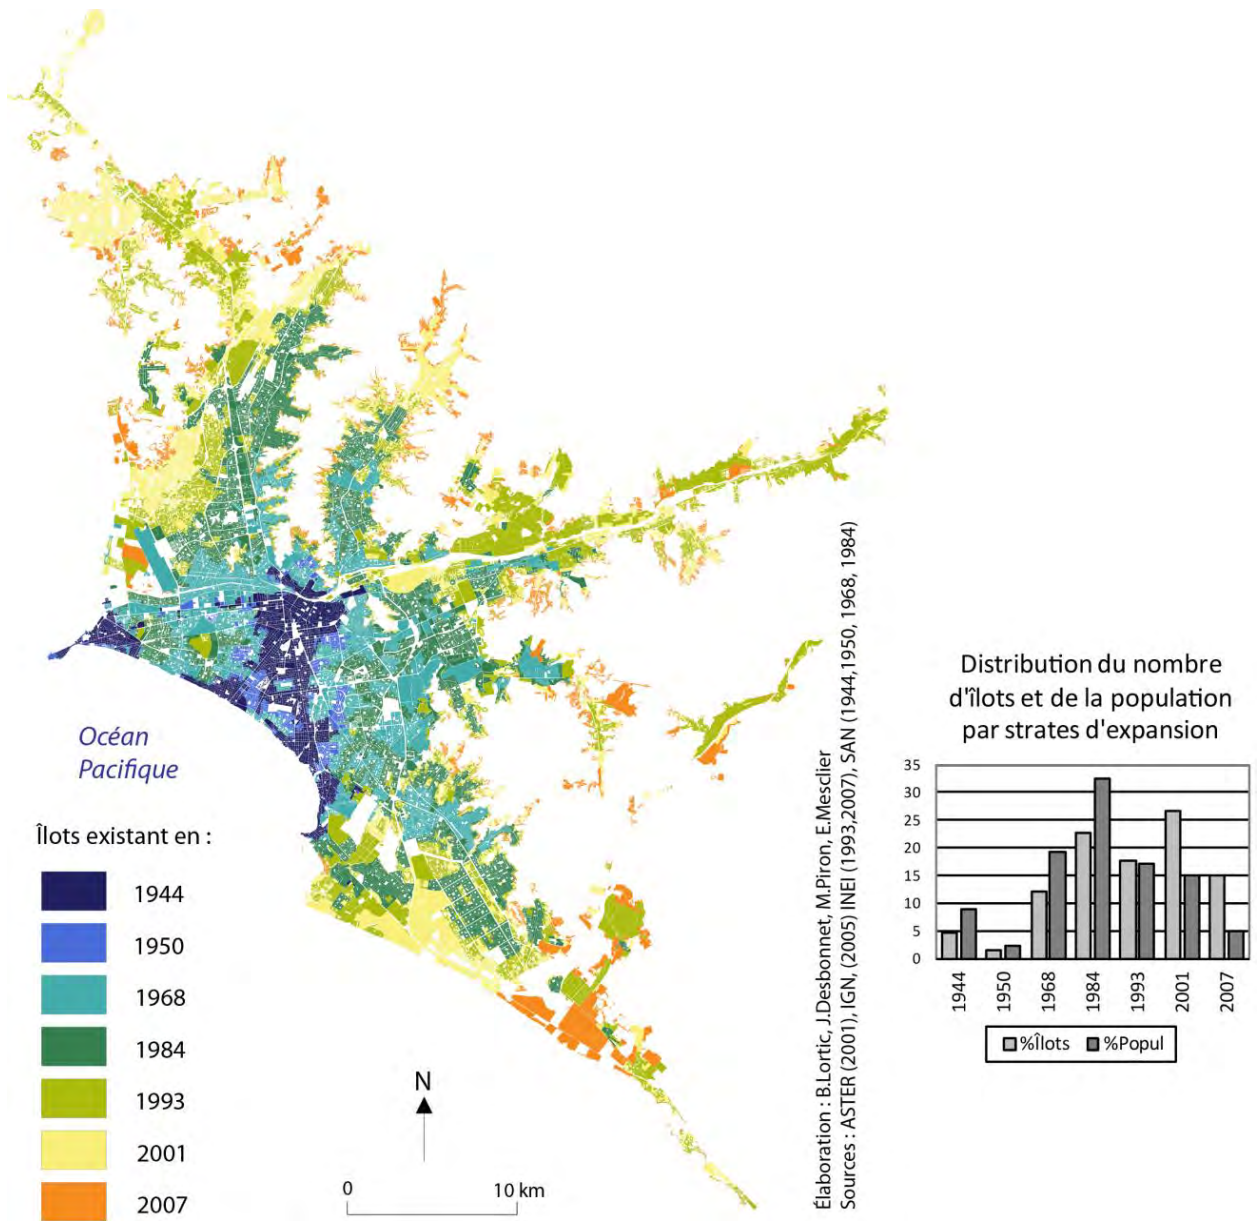 Océan
Pacifique
Îlots existant en :
1944
1950
1968
1984
1993
2001
2007
N
0 10 km
Élaboration : B.Lortic, J.Desbonnet, M.Piron, E.Mesclier
Sources : ASTER (2001), IGN, (2005) INEI (1993,2007), SAN (1944,1950, 1968, 1984)
Distribution du nombre
d'îlots et de la population
par strates d'expansion
35
30
25
20
15
10
5
0
1944 1950 1968 1984 1993 2001 2007
%Îlots %Popul